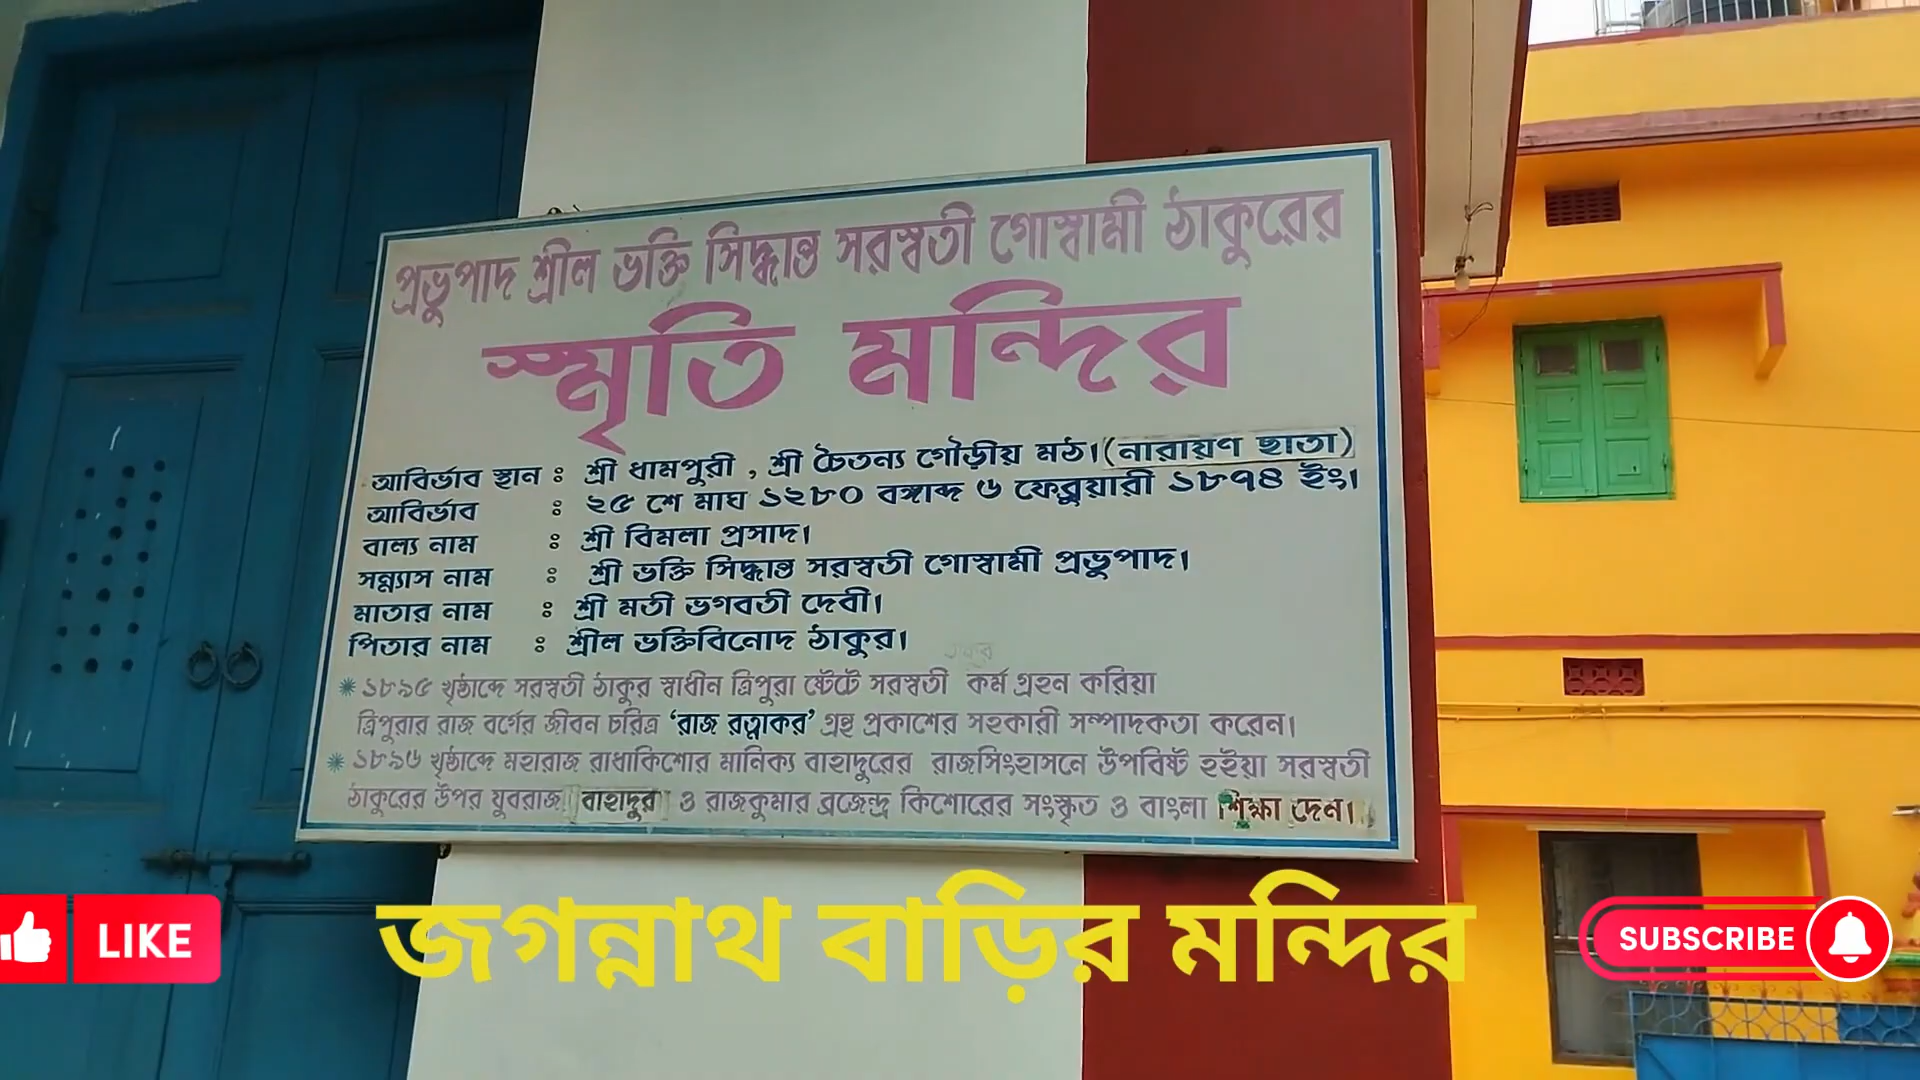 প্রভুপাদ শ্রীল ভক্তি সিদ্ধান্ত সরস্বতী গোস্বামী ঠাকুরের
স্মৃতি মন্দির
আবির্ভাব স্থান : শ্রী ধামপুরী , শ্রী চৈতন্য গৌড়ীয় মঠ। (নারায়ণ ছাতা)
আবির্ভাব : ২৫ শে মাঘ ১২৮০ বঙ্গাব্দ ৬ ফেব্রুয়ারী ১৮৭৪ ইং।
বাল্য নাম : শ্রী বিমলা প্রসাদ।
সন্ন্যাস নাম : শ্রী ভক্তি সিদ্ধান্ত সরস্বতী গোস্বামী প্রভুপাদ।
মাতার নাম : শ্রী মতী ভগবতী দেবী।
পিতার নাম : শ্রীল ভক্তিবিনোদ ঠাকুর।
* ১৮৯৫ খৃষ্টাব্দে সরস্বতী ঠাকুর স্বাধীন ত্রিপুরা ষ্টেটে সরস্বতী কর্ম গ্রহন করিয়া
ত্রিপুরার রাজ বর্গের জীবন চরিত্র ‘রাজ রত্নাকর’ গ্রন্থ প্রকাশের সহকারী সম্পাদকতা করেন।
* ১৮৯৬ খৃষ্টাব্দে মহারাজ রাধাকিশোর মানিক্য বাহাদুরের রাজসিংহাসনে উপবিষ্ট হইয়া সরস্বতী
ঠাকুরের উপর যুবরাজ বাহাদুর ও রাজকুমার ব্রজেন্দ্র কিশোরের সংস্কৃত ও বাংলা শিক্ষা দেন।
LIKE
জগন্নাথ বাড়ির মন্দির
SUBSCRIBE